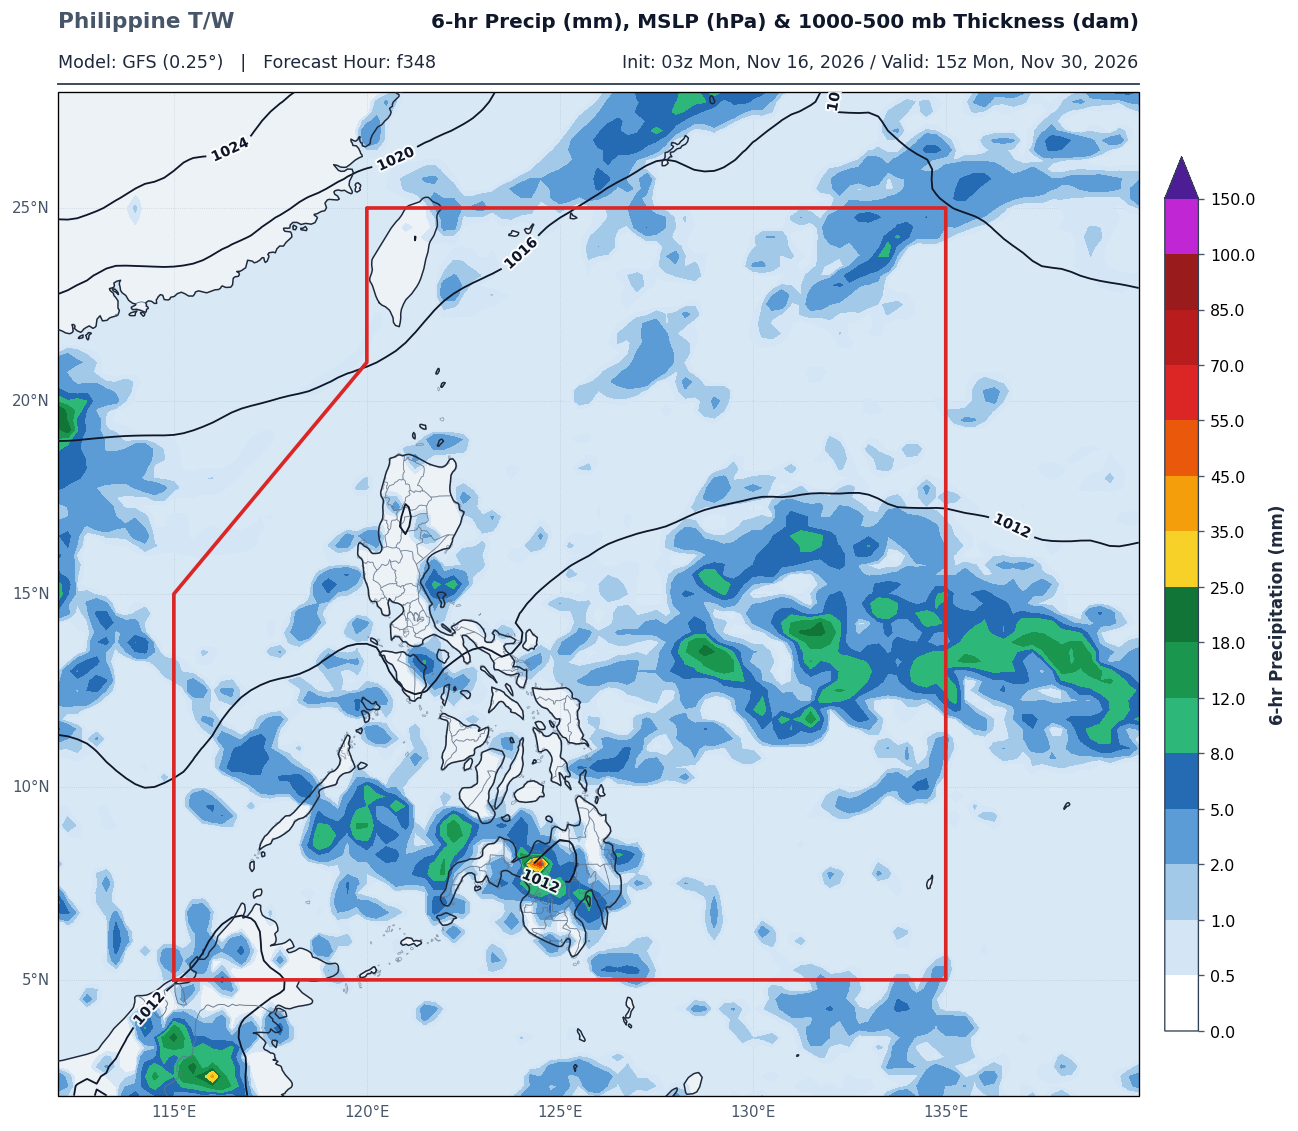 Philippine T/W
6-hr Precip (mm), MSLP (hPa) & 1000-500 mb Thickness (dam)
Model: GFS (0.25°)   |   Forecast Hour: f348
Init: 03z Mon, Nov 16, 2026 / Valid: 15z Mon, Nov 30, 2026
1024
1020
10
1016
1012
1012
1012
25°N
20°N
15°N
10°N
5°N
115°E
120°E
125°E
130°E
135°E
150.0
100.0
85.0
70.0
55.0
45.0
35.0
25.0
18.0
12.0
8.0
5.0
2.0
1.0
0.5
0.0
6-hr Precipitation (mm)